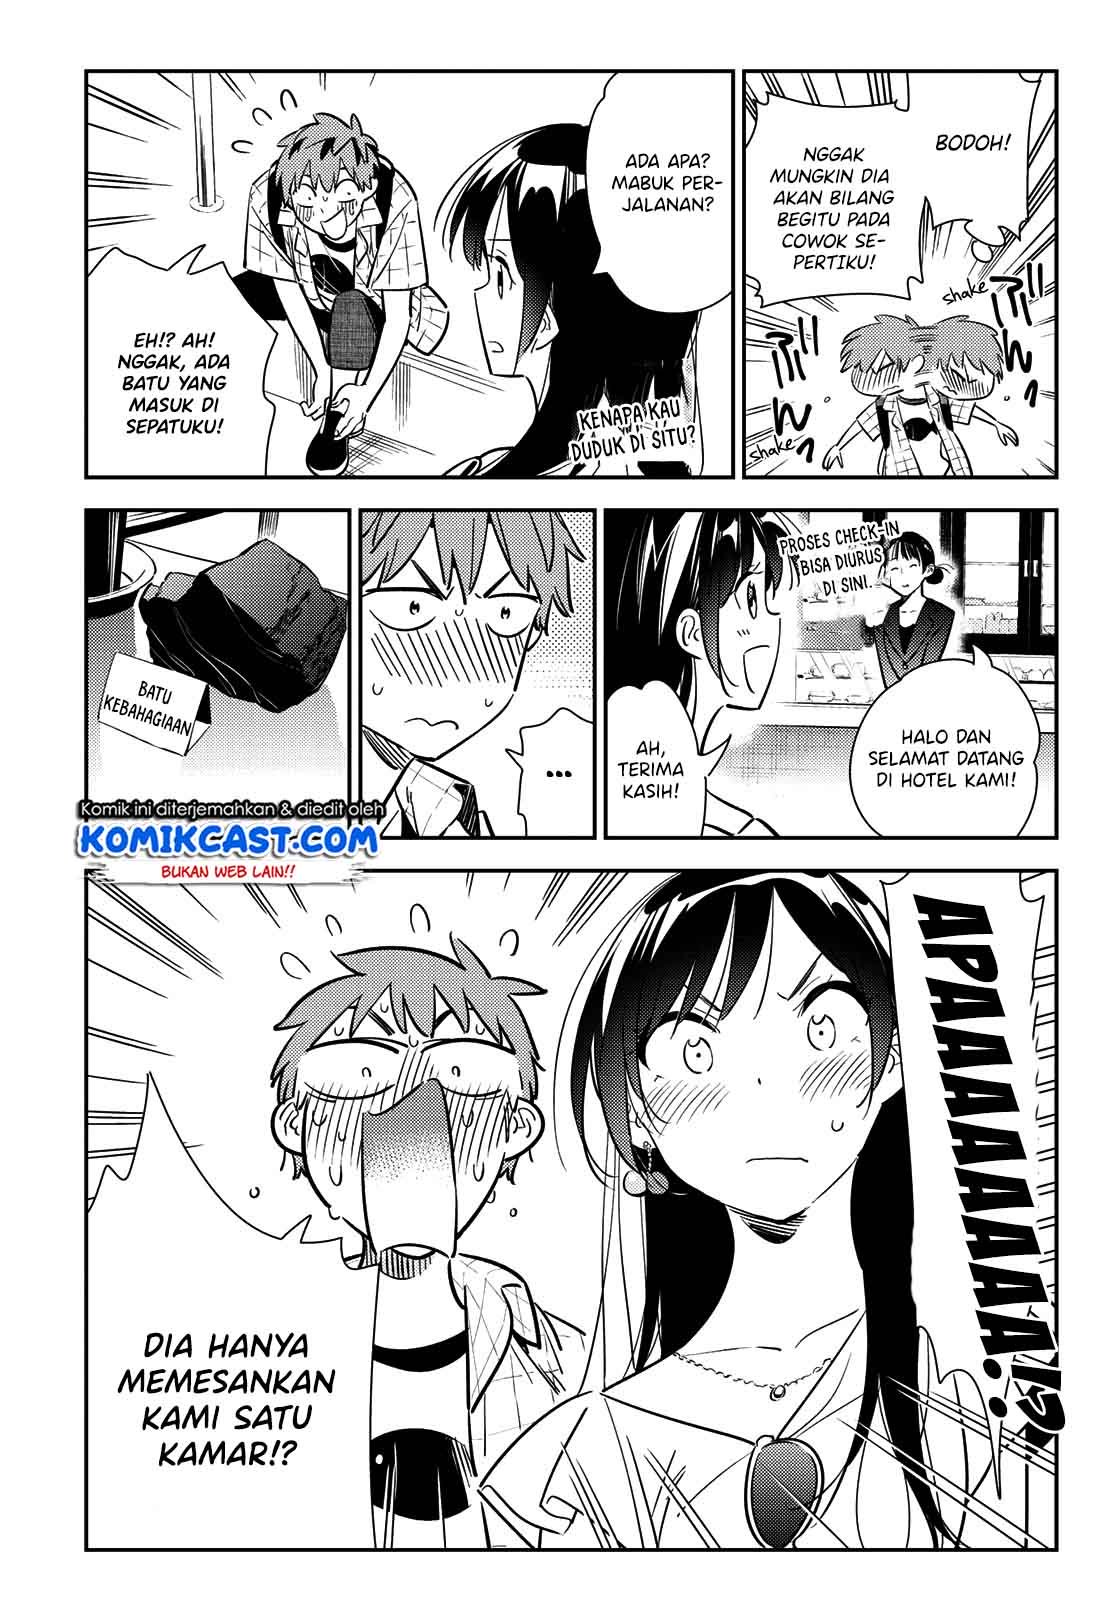 BODOH!
NGGAK
MUNGKIN DIA
AKAN BILANG
BEGITU PADA
COWOK SE-
PERTIKU!
shake
shake
ADA APA?
MABUK PER-
JALANAN?
KENAPA KAU
DUDUK DI SITU?
EH!? AH!
NGGAK, ADA
BATU YANG
MASUK DI
SEPATUKU!
PROSES CHECK-IN
BISA DIURUS
DI SINI.
HALO DAN
SELAMAT DATANG
DI HOTEL KAMI!
AH,
TERIMA
KASIH!
...
BATU
KEBAHAGIAAN
Komik ini diterjemahkan & diedit oleh
KOMIKCAST.COM
BUKAN WEB LAIN!!
APAAAAAAAAA..!?
DIA HANYA
MEMESANKAN
KAMI SATU
KAMAR!?